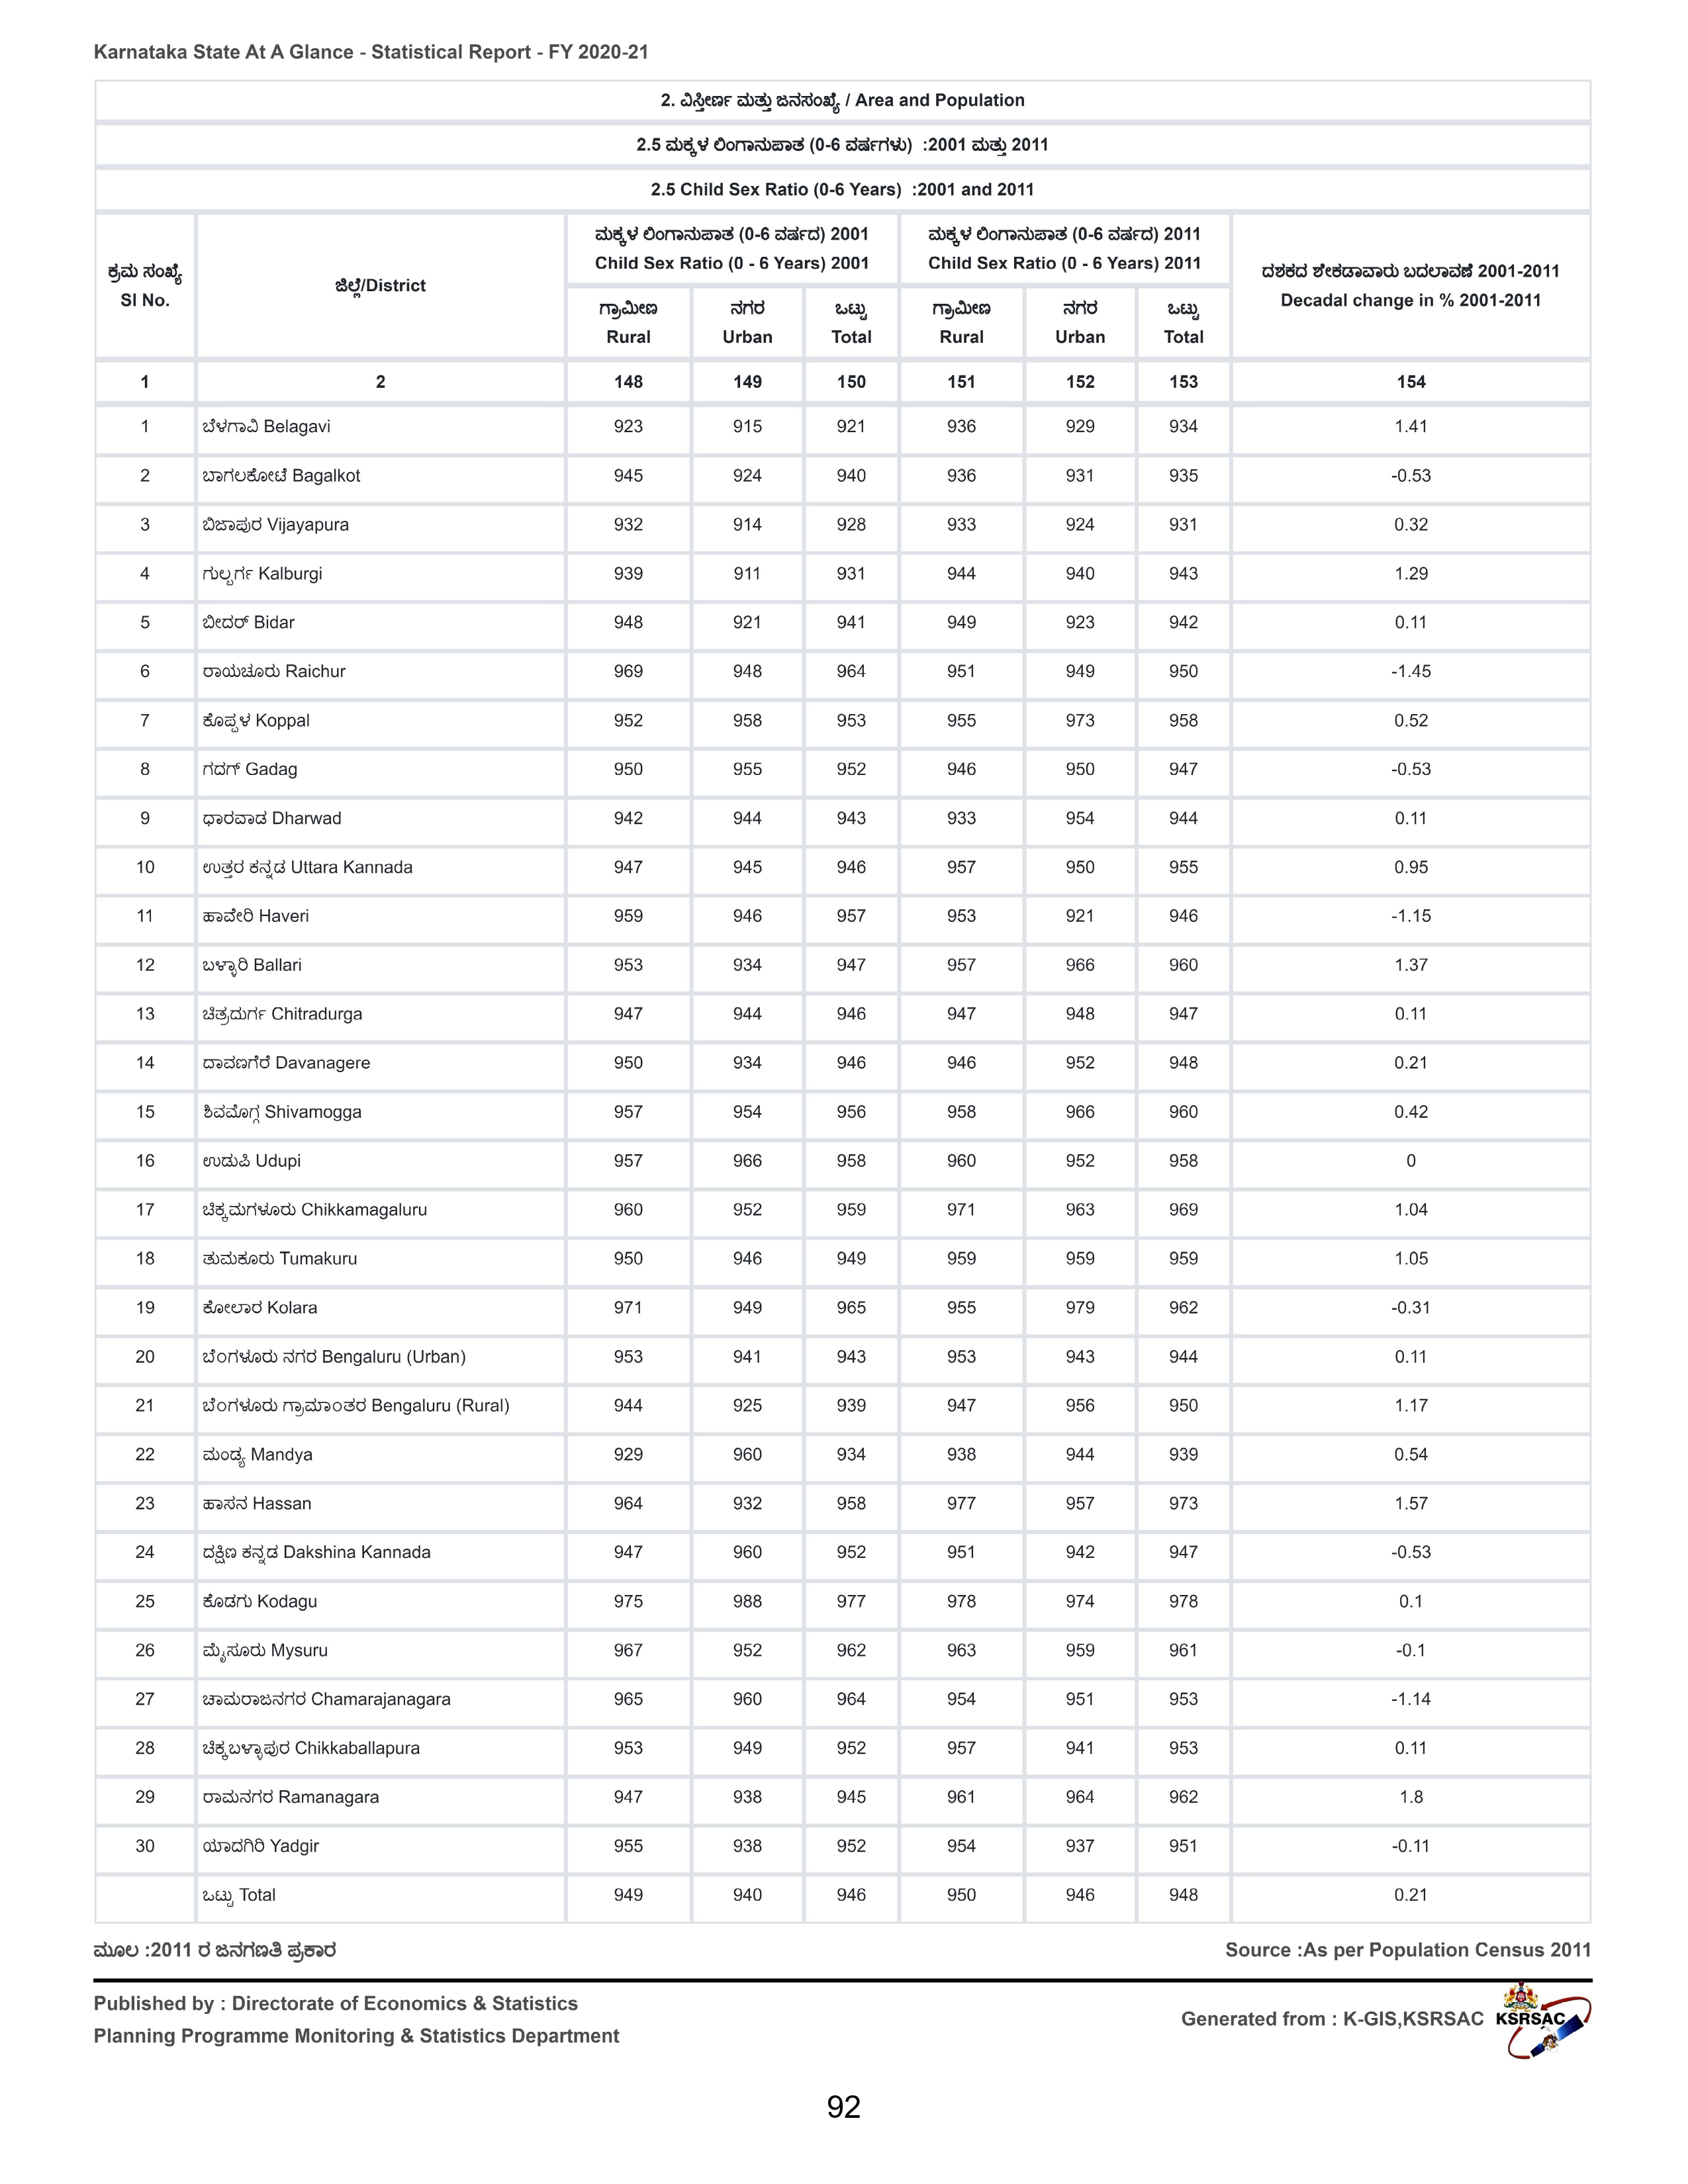 Karnataka State At A Glance - Statistical Report - FY 2020-21
2. ವಿಸ್ತೀರ್ಣ ಮತ್ತು ಜನಸಂಖ್ಯೆ / Area and Population
2.5 ಮಕ್ಕಳ ಲಿಂಗಾನುಪಾತ (0-6 ವರ್ಷಗಳು) :2001 ಮತ್ತು 2011
2.5 Child Sex Ratio (0-6 Years) :2001 and 2011
ಕ್ರಮ ಸಂಖ್ಯೆ
Sl No.
ಜಿಲ್ಲೆ/District
ಮಕ್ಕಳ ಲಿಂಗಾನುಪಾತ (0-6 ವರ್ಷದ) 2001
Child Sex Ratio (0 - 6 Years) 2001
ಮಕ್ಕಳ ಲಿಂಗಾನುಪಾತ (0-6 ವರ್ಷದ) 2011
Child Sex Ratio (0 - 6 Years) 2011
ದಶಕದ ಶೇಕಡಾವಾರು ಬದಲಾವಣೆ 2001-2011
Decadal change in % 2001-2011
ಗ್ರಾಮೀಣ ನಗರ ಒಟ್ಟು ಗ್ರಾಮೀಣ ನಗರ ಒಟ್ಟು
Rural Urban Total Rural Urban Total
1 2 148 149 150 151 152 153 154
1 ಬೆಳಗಾವಿ Belagavi 923 915 921 936 929 934 1.41
2 ಬಾಗಲಕೋಟೆ Bagalkot 945 924 940 936 931 935 -0.53
3 ಬಿಜಾಪುರ Vijayapura 932 914 928 933 924 931 0.32
4 ಗುಲ್ಬರ್ಗ Kalburgi 939 911 931 944 940 943 1.29
5 ಬೀದರ್ Bidar 948 921 941 949 923 942 0.11
6 ರಾಯಚೂರು Raichur 969 948 964 951 949 950 -1.45
7 ಕೊಪ್ಪಳ Koppal 952 958 953 955 973 958 0.52
8 ಗದಗ್ Gadag 950 955 952 946 950 947 -0.53
9 ಧಾರವಾಡ Dharwad 942 944 943 933 954 944 0.11
10 ಉತ್ತರ ಕನ್ನಡ Uttara Kannada 947 945 946 957 950 955 0.95
11 ಹಾವೇರಿ Haveri 959 946 957 953 921 946 -1.15
12 ಬಳ್ಳಾರಿ Ballari 953 934 947 957 966 960 1.37
13 ಚಿತ್ರದುರ್ಗ Chitradurga 947 944 946 947 948 947 0.11
14 ದಾವಣಗೆರೆ Davanagere 950 934 946 946 952 948 0.21
15 ಶಿವಮೊಗ್ಗ Shivamogga 957 954 956 958 966 960 0.42
16 ಉಡುಪಿ Udupi 957 966 958 960 952 958 0
17 ಚಿಕ್ಕಮಗಳೂರು Chikkamagaluru 960 952 959 971 963 969 1.04
18 ತುಮಕೂರು Tumakuru 950 946 949 959 959 959 1.05
19 ಕೋಲಾರ Kolara 971 949 965 955 979 962 -0.31
20 ಬೆಂಗಳೂರು ನಗರ Bengaluru (Urban) 953 941 943 953 943 944 0.11
21 ಬೆಂಗಳೂರು ಗ್ರಾಮಾಂತರ Bengaluru (Rural) 944 925 939 947 956 950 1.17
22 ಮಂಡ್ಯ Mandya 929 960 934 938 944 939 0.54
23 ಹಾಸನ Hassan 964 932 958 977 957 973 1.57
24 ದಕ್ಷಿಣ ಕನ್ನಡ Dakshina Kannada 947 960 952 951 942 947 -0.53
25 ಕೊಡಗು Kodagu 975 988 977 978 974 978 0.1
26 ಮೈಸೂರು Mysuru 967 952 962 963 959 961 -0.1
27 ಚಾಮರಾಜನಗರ Chamarajanagara 965 960 964 954 951 953 -1.14
28 ಚಿಕ್ಕಬಳ್ಳಾಪುರ Chikkaballapura 953 949 952 957 941 953 0.11
29 ರಾಮನಗರ Ramanagara 947 938 945 961 964 962 1.8
30 ಯಾದಗಿರಿ Yadgir 955 938 952 954 937 951 -0.11
ಒಟ್ಟು Total 949 940 946 950 946 948 0.21
ಮೂಲ :2011 ರ ಜನಗಣತಿ ಪ್ರಕಾರ Source :As per Population Census 2011
Published by : Directorate of Economics & Statistics
Planning Programme Monitoring & Statistics Department
Generated from : K-GIS,KSRSAC KSRSAC
92